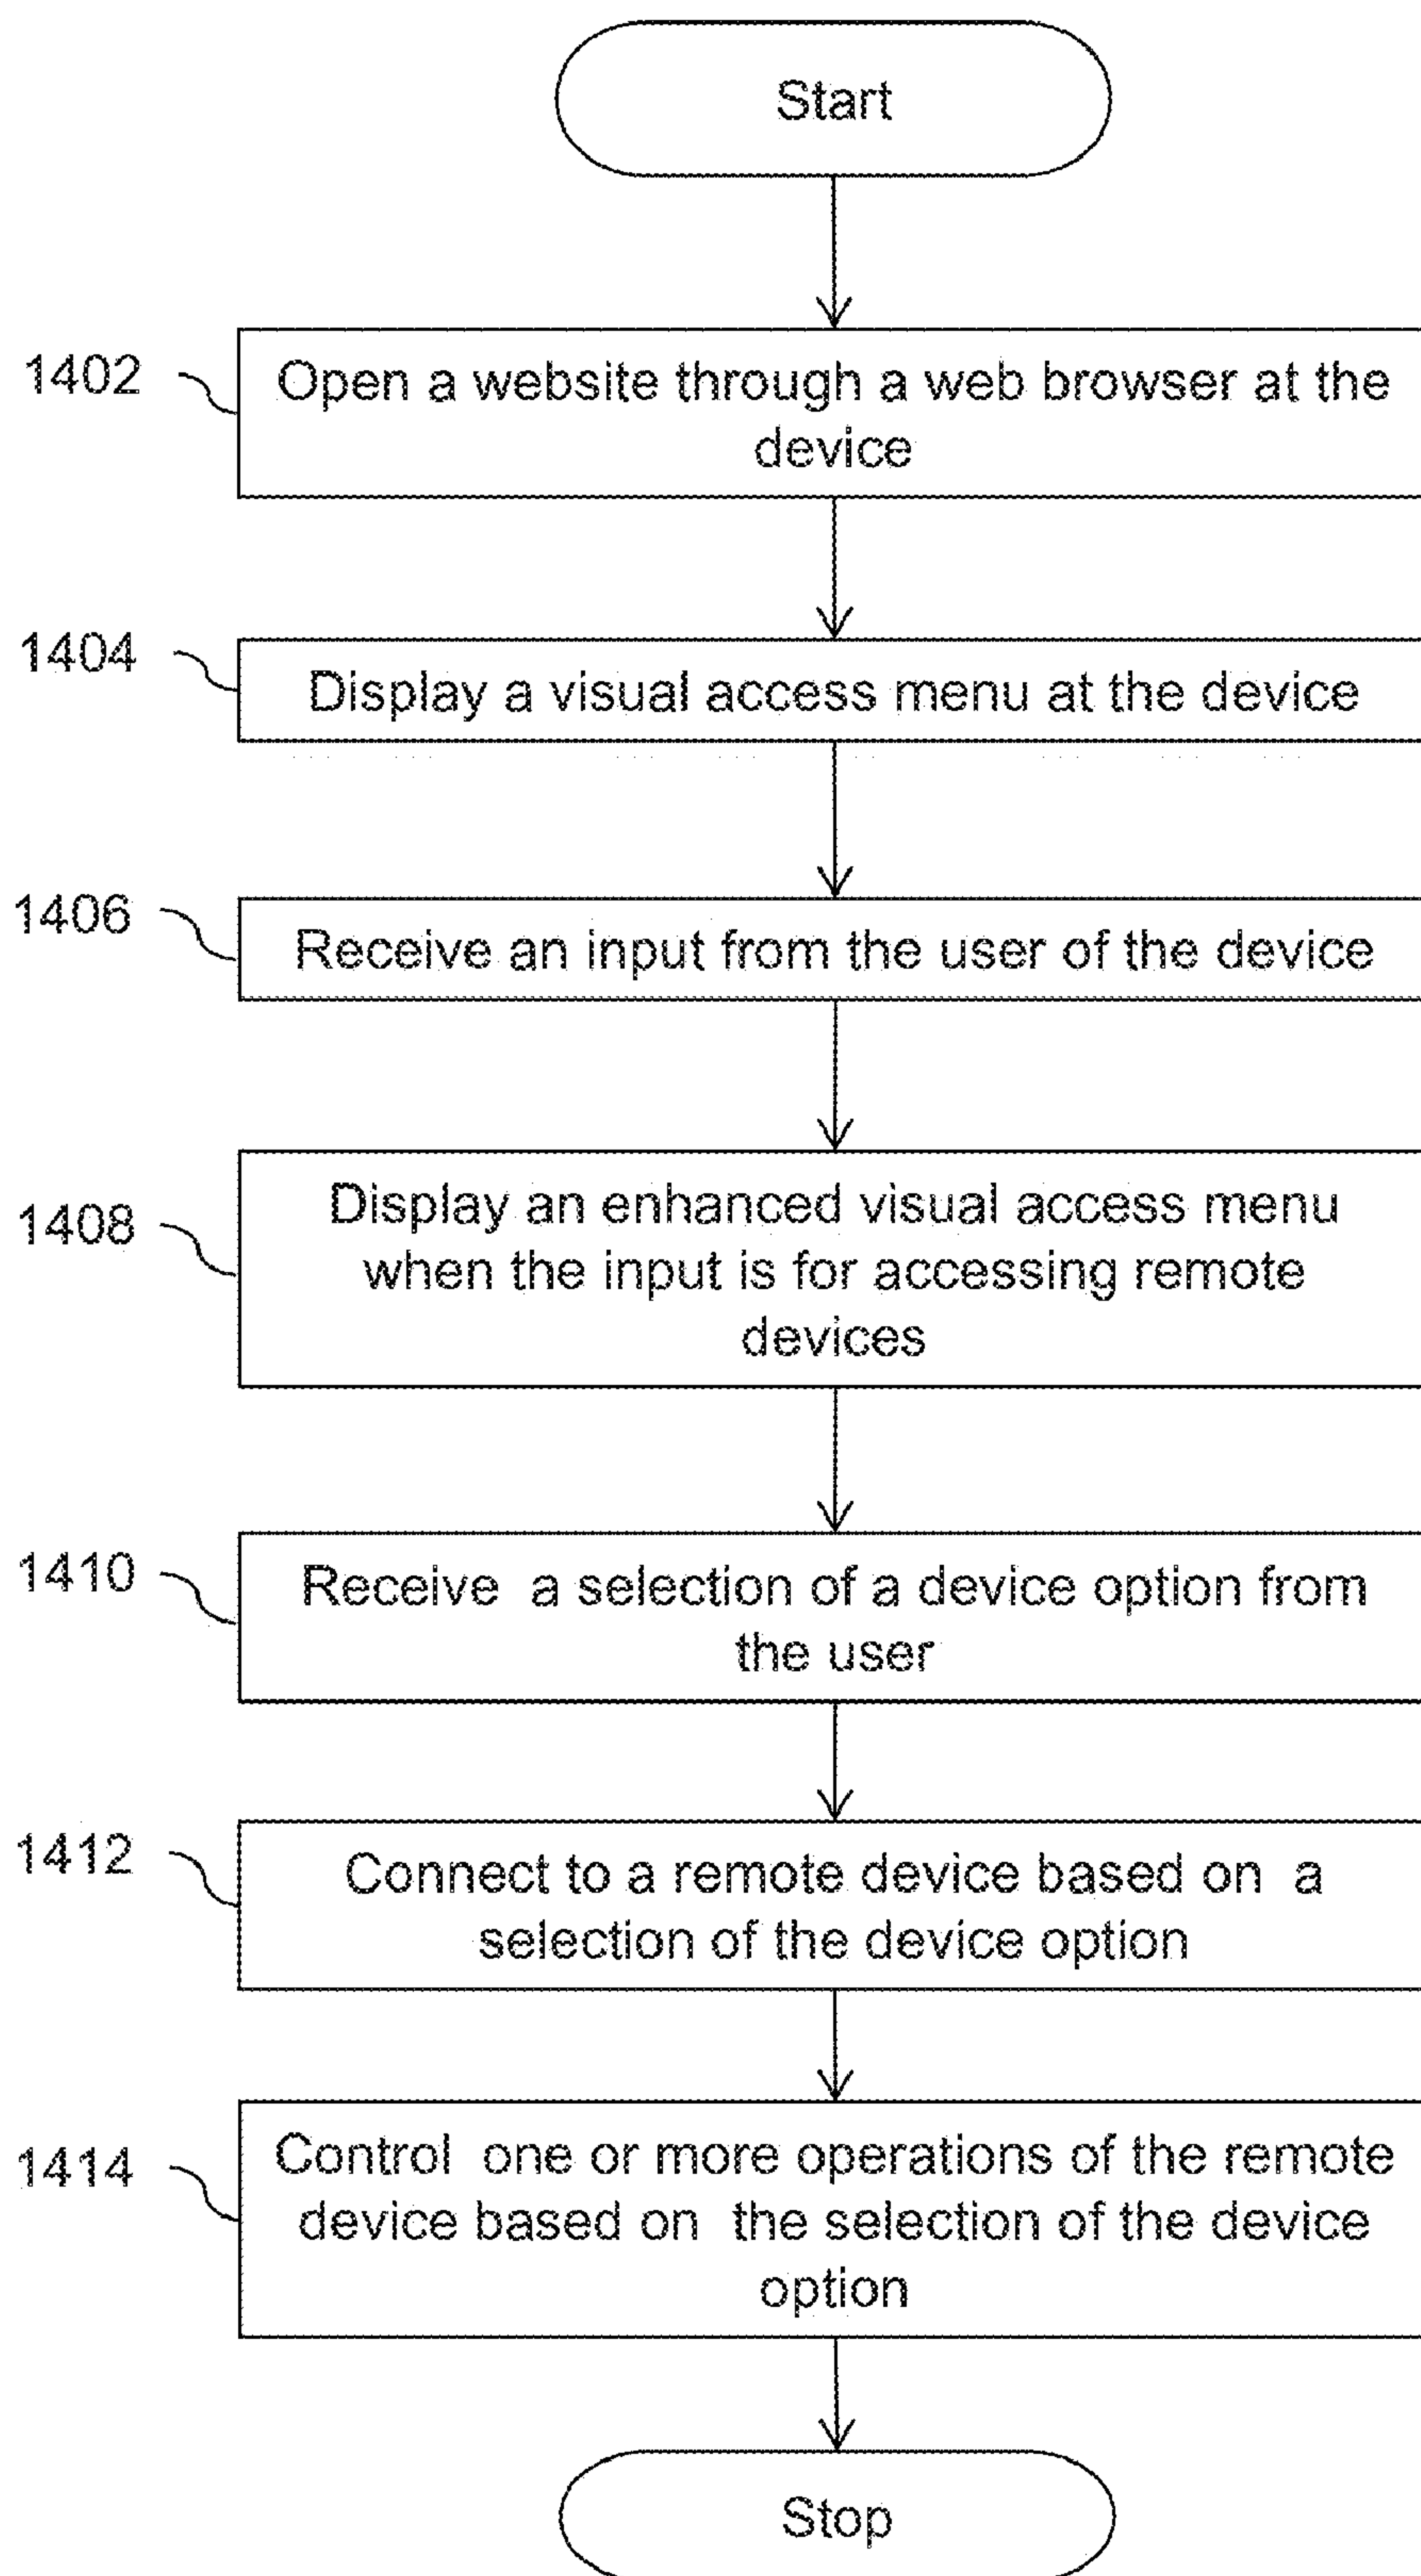 Start
1402
Open a website through a web browser at the
device
1404
Display a visual access menu at the device
1406
Receive an input from the user of the device
1408
Display an enhanced visual access menu
when the input is for accessing remote
devices
1410
Receive a selection of a device option from
the user
1412
Connect to a remote device based on a
selection of the device option
1414
Control one or more operations of the remote
device based on the selection of the device
option
Stop